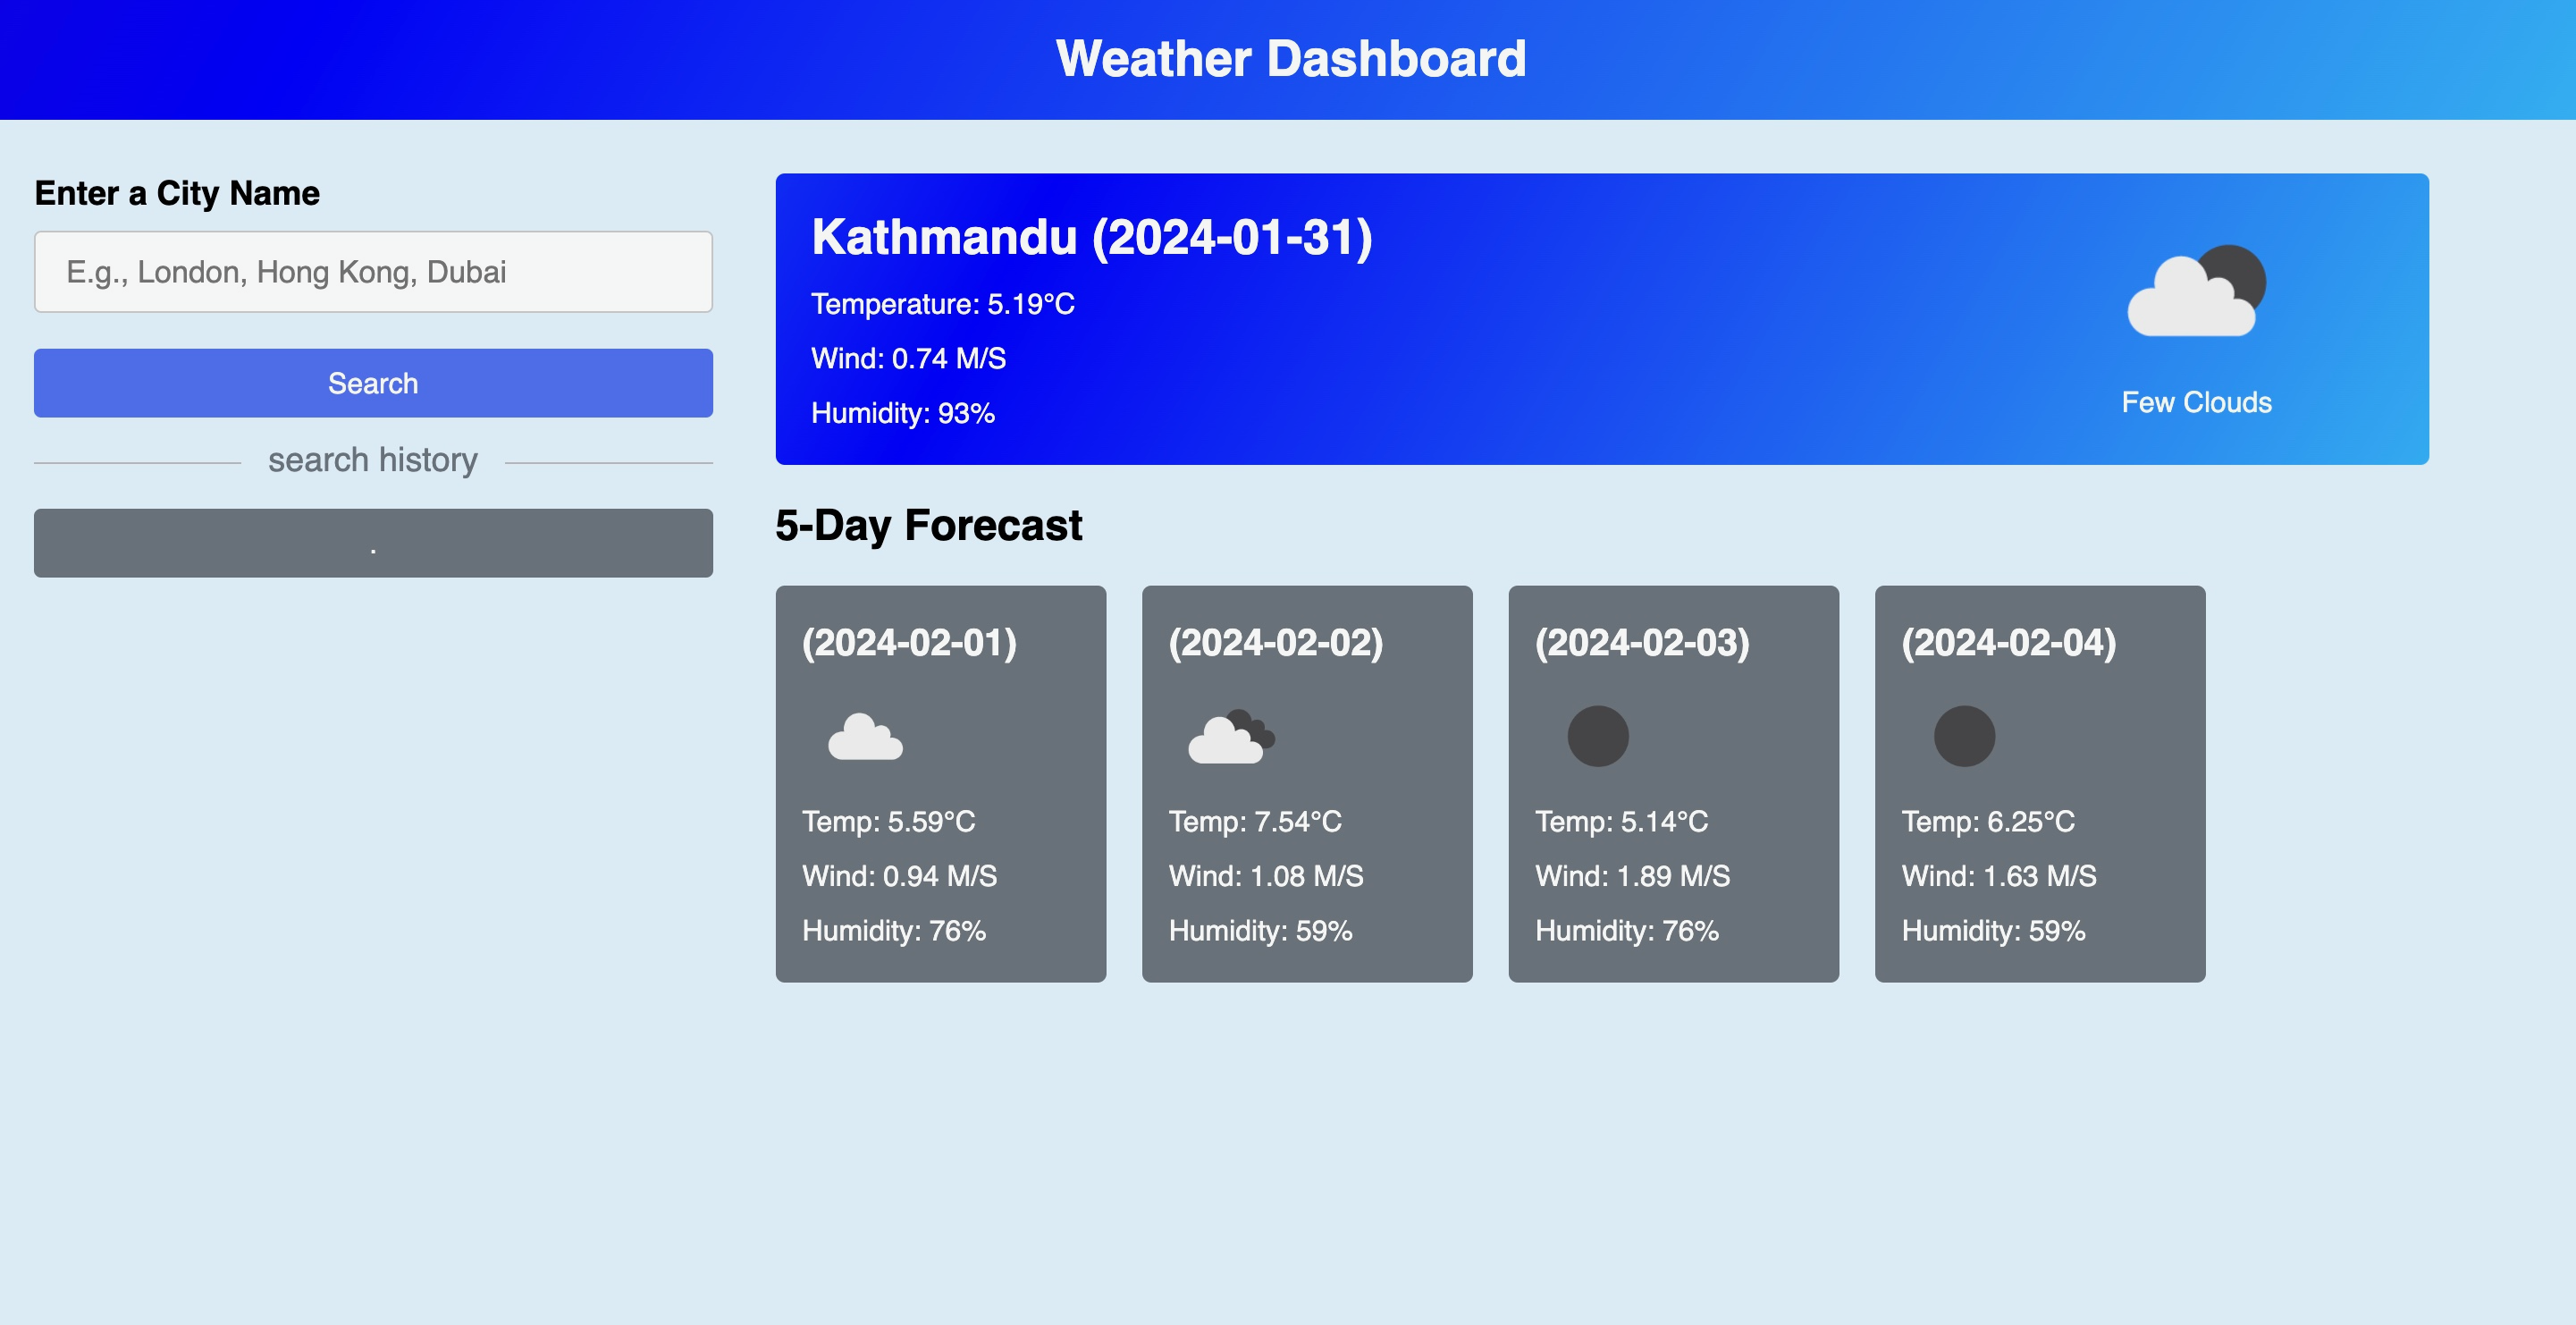 Weather Dashboard
Enter a City Name
E.g., London, Hong Kong, Dubai
Search
search history
.
Kathmandu (2024-01-31)
Temperature: 5.19°C
Wind: 0.74 M/S
Humidity: 93%
Few Clouds
5-Day Forecast
(2024-02-01)
Temp: 5.59°C
Wind: 0.94 M/S
Humidity: 76%
(2024-02-02)
Temp: 7.54°C
Wind: 1.08 M/S
Humidity: 59%
(2024-02-03)
Temp: 5.14°C
Wind: 1.89 M/S
Humidity: 76%
(2024-02-04)
Temp: 6.25°C
Wind: 1.63 M/S
Humidity: 59%